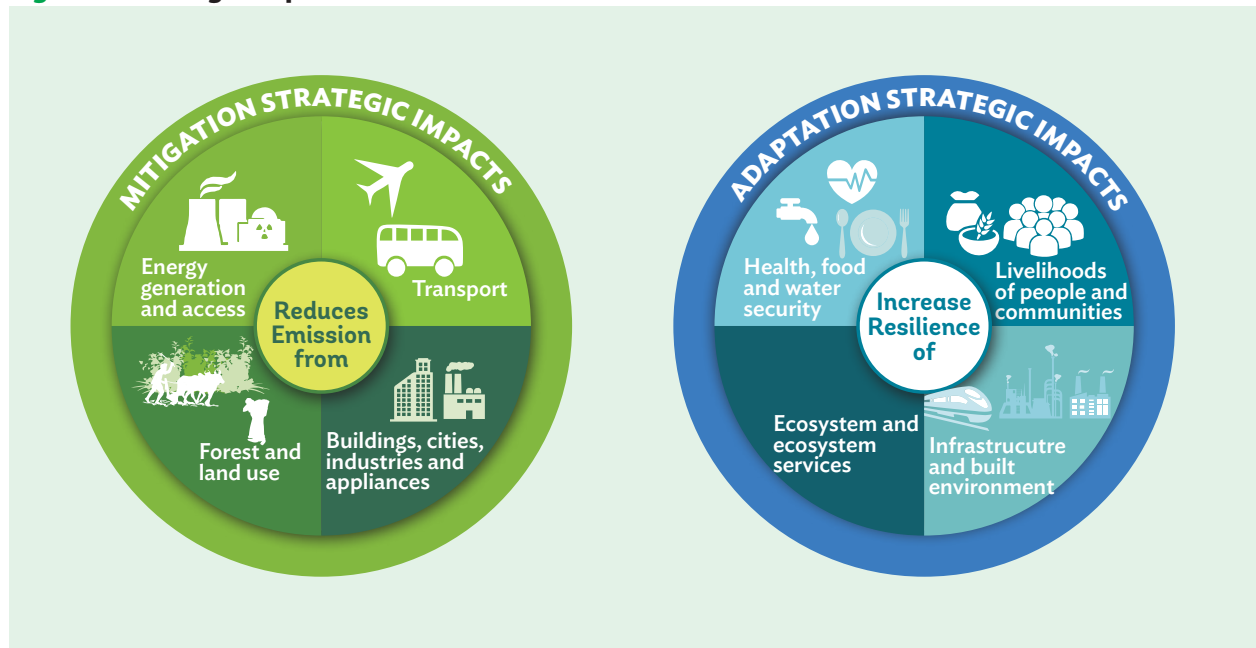 MITIGATION STRATEGIC IMPACTS
Energy
generation
and access
Transport
Reduces
Emission
from
Forest and
land use
Buildings, cities,
industries and
appliances
ADAPTATION STRATEGIC IMPACTS
Health, food
and water
security
Livelihoods
of people and
communities
Increase
Resilience
of
Ecosystem and
ecosystem
services
Infrastrucutre
and built
environment